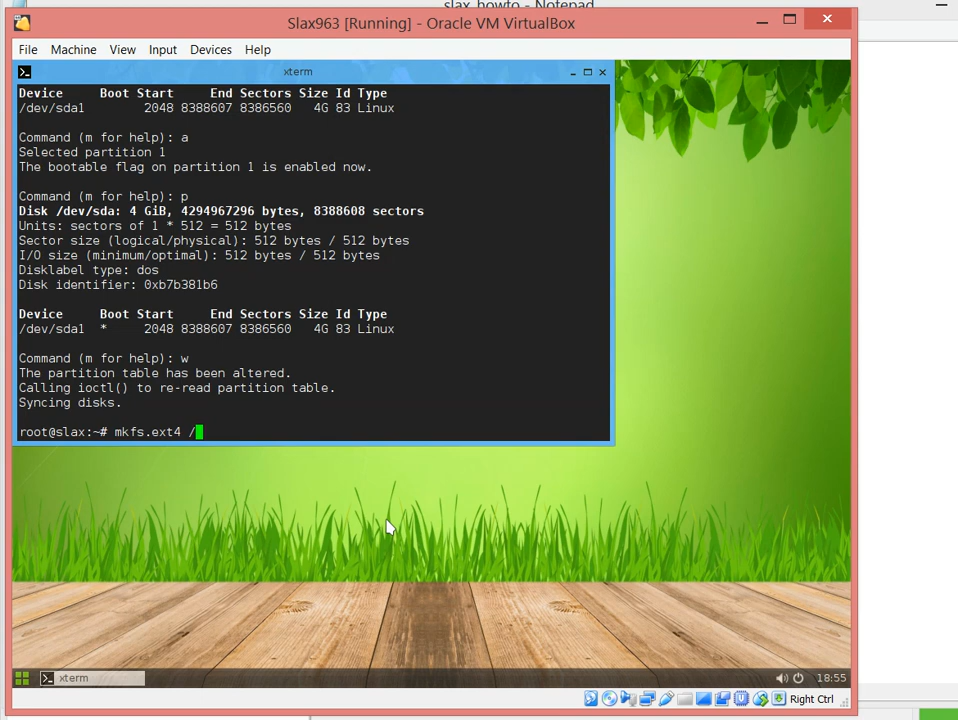 slax_howto - Notepad
Slax963 [Running] - Oracle VM VirtualBox
File Machine View Input Devices Help
xterm
Device     Boot Start     End Sectors Size Id Type
/dev/sda1        2048 8388607 8386560   4G 83 Linux
Command (m for help): a
Selected partition 1
The bootable flag on partition 1 is enabled now.
Command (m for help): p
Disk /dev/sda: 4 GiB, 4294967296 bytes, 8388608 sectors
Units: sectors of 1 * 512 = 512 bytes
Sector size (logical/physical): 512 bytes / 512 bytes
I/O size (minimum/optimal): 512 bytes / 512 bytes
Disklabel type: dos
Disk identifier: 0xb7b381b6
Device     Boot Start     End Sectors Size Id Type
/dev/sda1  *     2048 8388607 8386560   4G 83 Linux
Command (m for help): w
The partition table has been altered.
Calling ioctl() to re-read partition table.
Syncing disks.
root@slax:~# mkfs.ext4 /
xterm
18:55
Right Ctrl